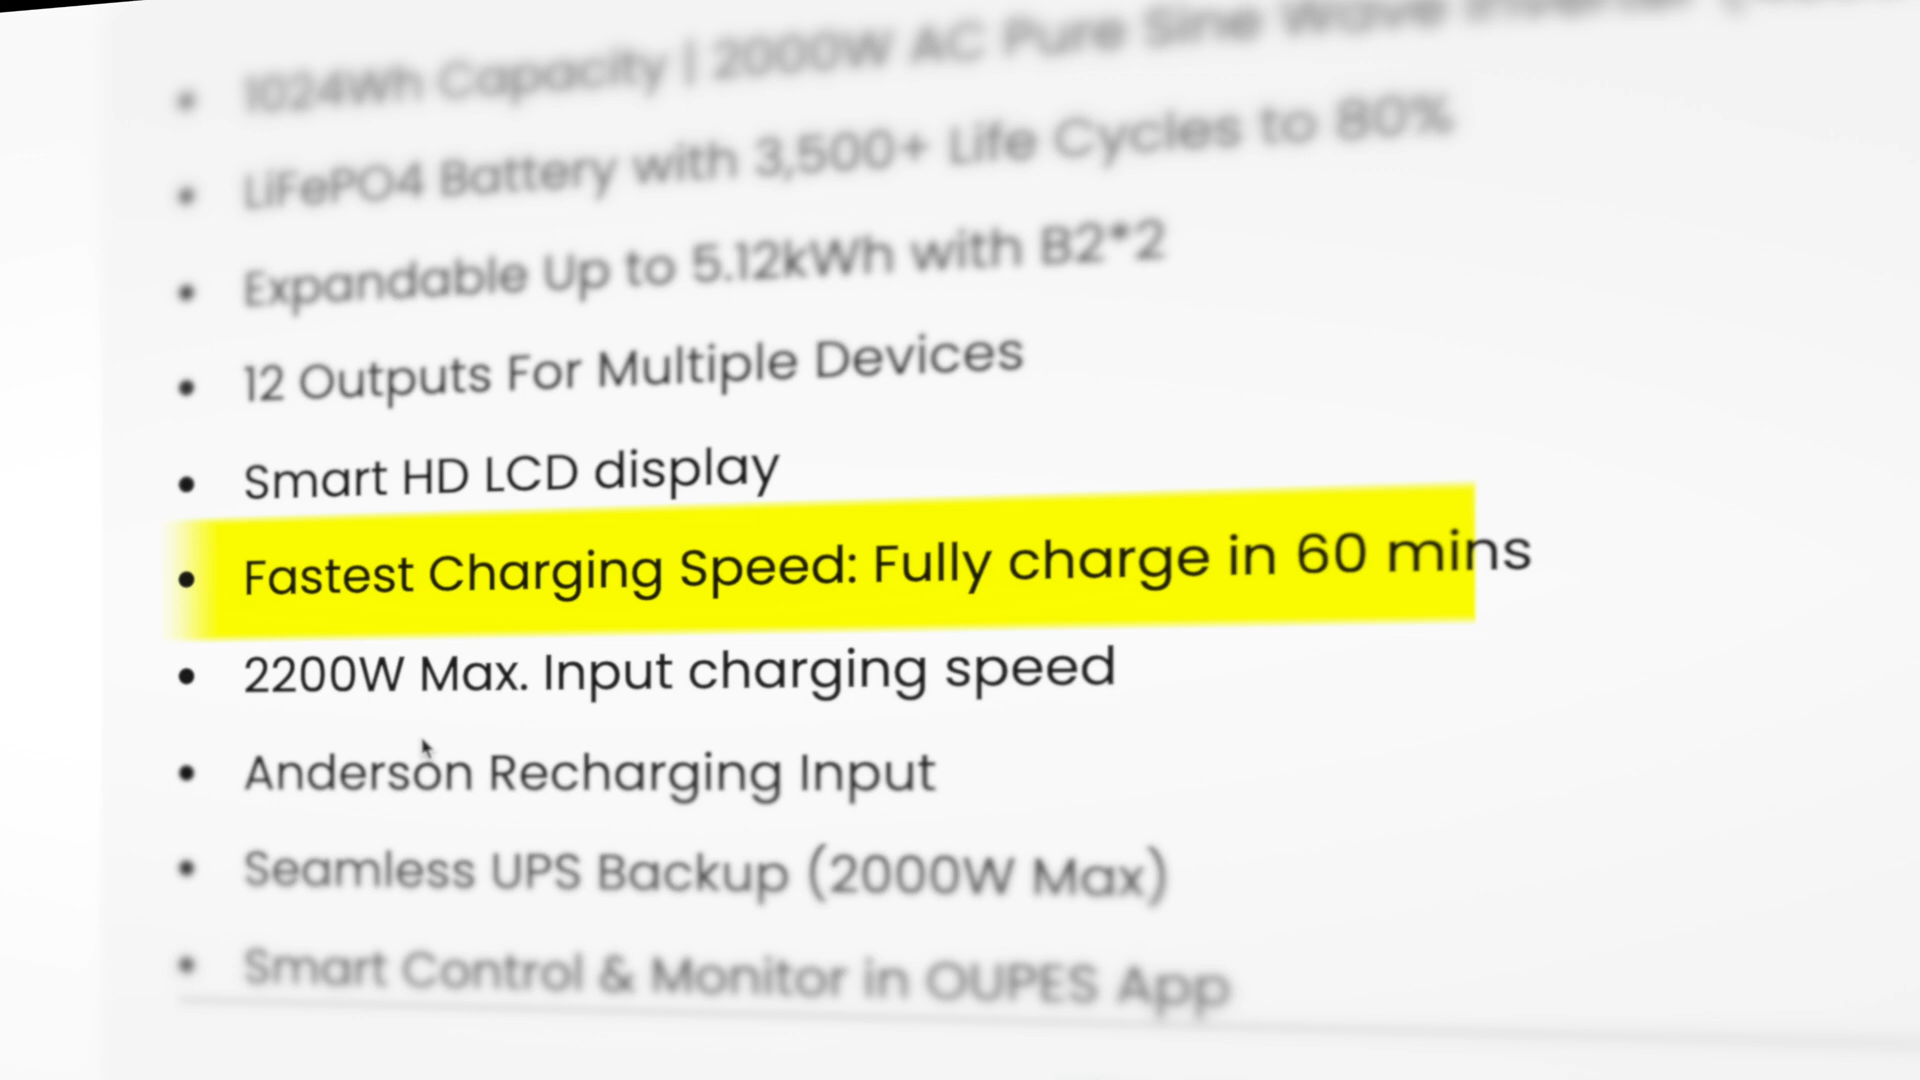 • 1024Wh Capacity | 2000W AC Pure Sine Wave Inverter
• LiFePO4 Battery with 3,500+ Life Cycles to 80%
• Expandable Up to 5.12kWh with B2*2
• 12 Outputs For Multiple Devices
• Smart HD LCD display
• Fastest Charging Speed: Fully charge in 60 mins
• 2200W Max. Input charging speed
• Anderson Recharging Input
• Seamless UPS Backup (2000W Max)
• Smart Control & Monitor in OUPES App